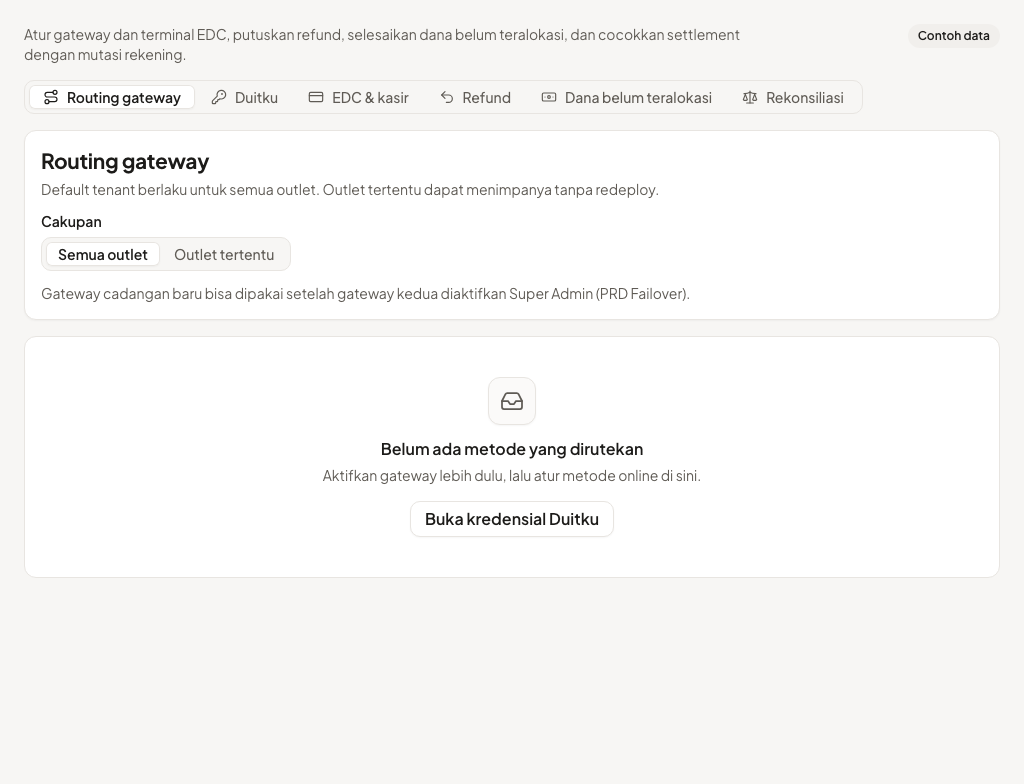 Atur gateway dan terminal EDC, putuskan refund, selesaikan dana belum teralokasi, dan cocokkan settlement
dengan mutasi rekening.
Contoh data
Routing gateway
Duitku
EDC & kasir
Refund
Dana belum teralokasi
Rekonsiliasi
Routing gateway
Default tenant berlaku untuk semua outlet. Outlet tertentu dapat menimpanya tanpa redeploy.
Cakupan
Semua outlet
Outlet tertentu
Gateway cadangan baru bisa dipakai setelah gateway kedua diaktifkan Super Admin (PRD Failover).
Belum ada metode yang dirutekan
Aktifkan gateway lebih dulu, lalu atur metode online di sini.
Buka kredensial Duitku